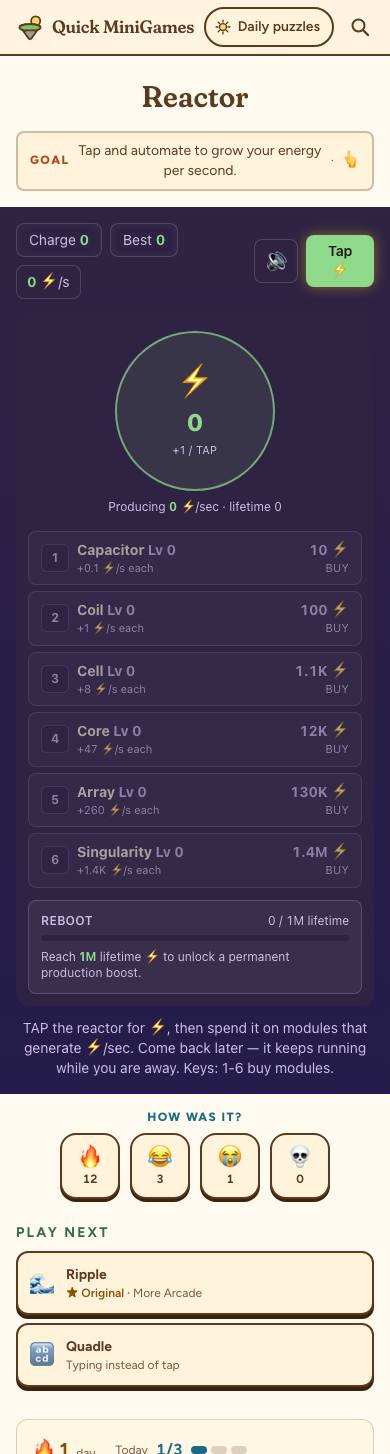 Quick MiniGames
Daily puzzles
Reactor
GOAL
Tap and automate to grow your energy
per second.
Charge 0
Best 0
0 ⚡/s
Tap
⚡
⚡
0
+1 / TAP
Producing 0 ⚡/sec · lifetime 0
1 Capacitor Lv 0 10 ⚡
+0.1 ⚡/s each BUY
2 Coil Lv 0 100 ⚡
+1 ⚡/s each BUY
3 Cell Lv 0 1.1K ⚡
+8 ⚡/s each BUY
4 Core Lv 0 12K ⚡
+47 ⚡/s each BUY
5 Array Lv 0 130K ⚡
+260 ⚡/s each BUY
6 Singularity Lv 0 1.4M ⚡
+1.4K ⚡/s each BUY
REBOOT 0 / 1M lifetime
Reach 1M lifetime ⚡ to unlock a permanent
production boost.
TAP the reactor for ⚡, then spend it on modules that
generate ⚡/sec. Come back later — it keeps running
while you are away. Keys: 1-6 buy modules.
HOW WAS IT?
12 3 1 0
PLAY NEXT
Ripple
★ Original · More Arcade
abcd
Quadle
Typing instead of tap
1 day Today 1/3